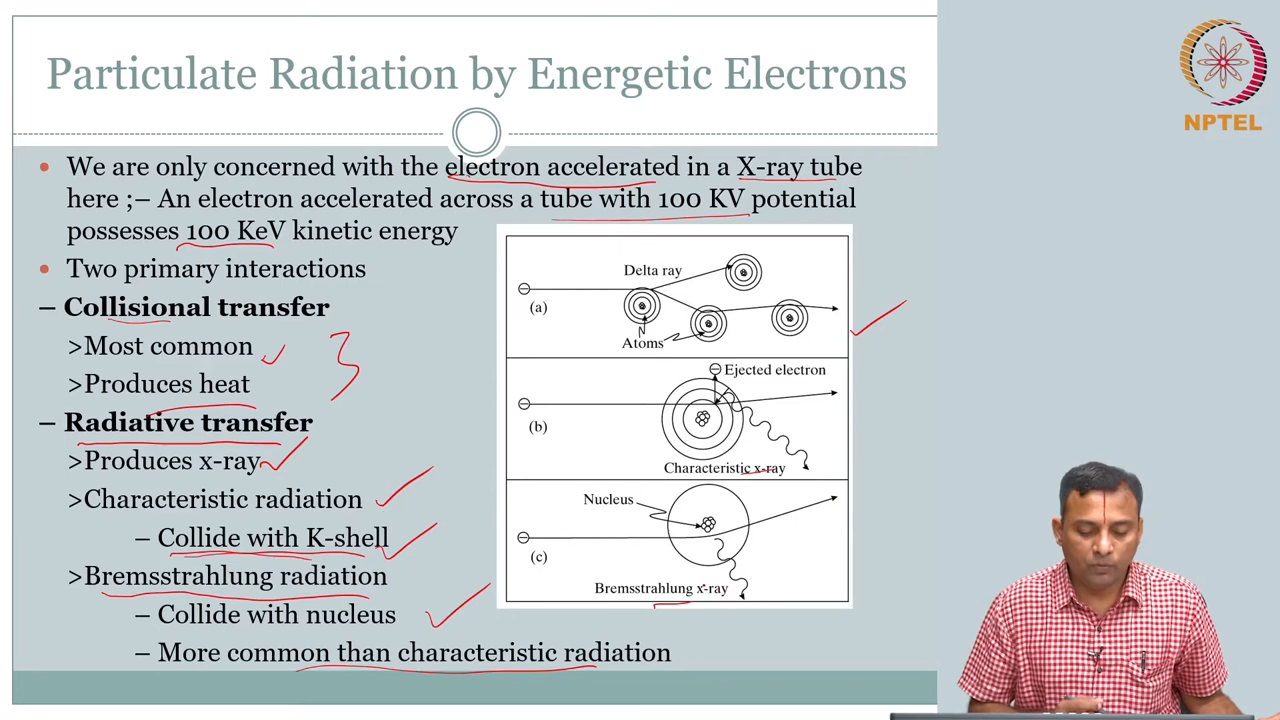 Particulate Radiation by Energetic Electrons
NPTEL
• We are only concerned with the electron accelerated in a X-ray tube
here ;– An electron accelerated across a tube with 100 KV potential
possesses 100 KeV kinetic energy
• Two primary interactions
– Collisional transfer
>Most common
>Produces heat
– Radiative transfer
>Produces x-ray
>Characteristic radiation
– Collide with K-shell
>Bremsstrahlung radiation
– Collide with nucleus
– More common than characteristic radiation
Delta ray
(a)
N
Atoms
Ejected electron
(b)
Characteristic x-ray
Nucleus
(c)
Bremsstrahlung x-ray